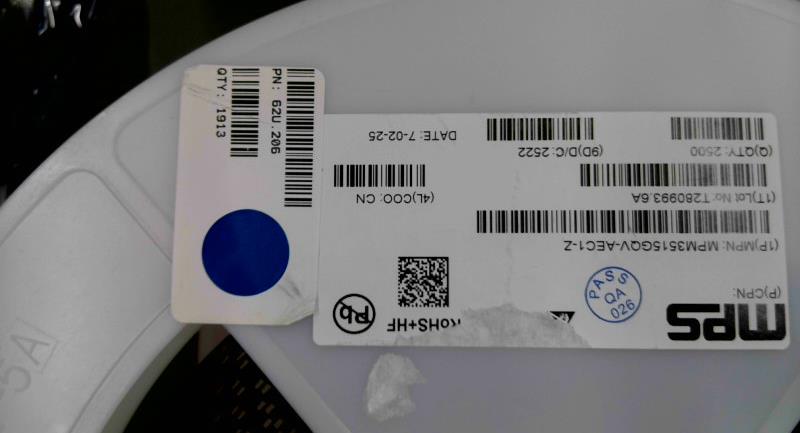 PN: 62U.206
QTY: 1913
mps
(P)CPN:
PASS
QA
026
RoHS+HF
Pb
(1P)MPN: MPM3515GQV-AEC1-Z
(1T)Lot No: T280993.6A
(4L)COO: CN
(Q)QTY: 2500
(9D)D/C: 2522
DATE: 7-02-25
5A